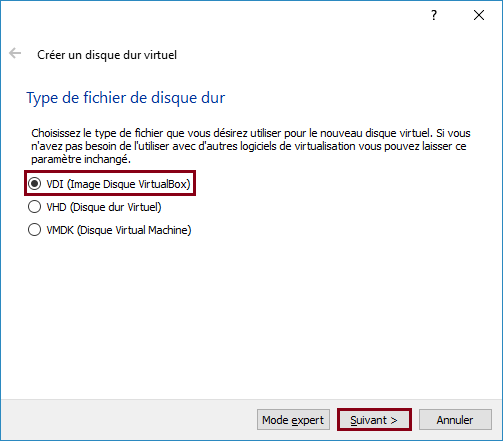 ?
Créer un disque dur virtuel
Type de fichier de disque dur
Choisissez le type de fichier que vous désirez utiliser pour le nouveau disque virtuel. Si vous
n'avez pas besoin de l'utiliser avec d'autres logiciels de virtualisation vous pouvez laisser ce
paramètre inchangé.
VDI (Image Disque VirtualBox)
VHD (Disque dur Virtuel)
VMDK (Disque Virtual Machine)
Mode expert Suivant > Annuler